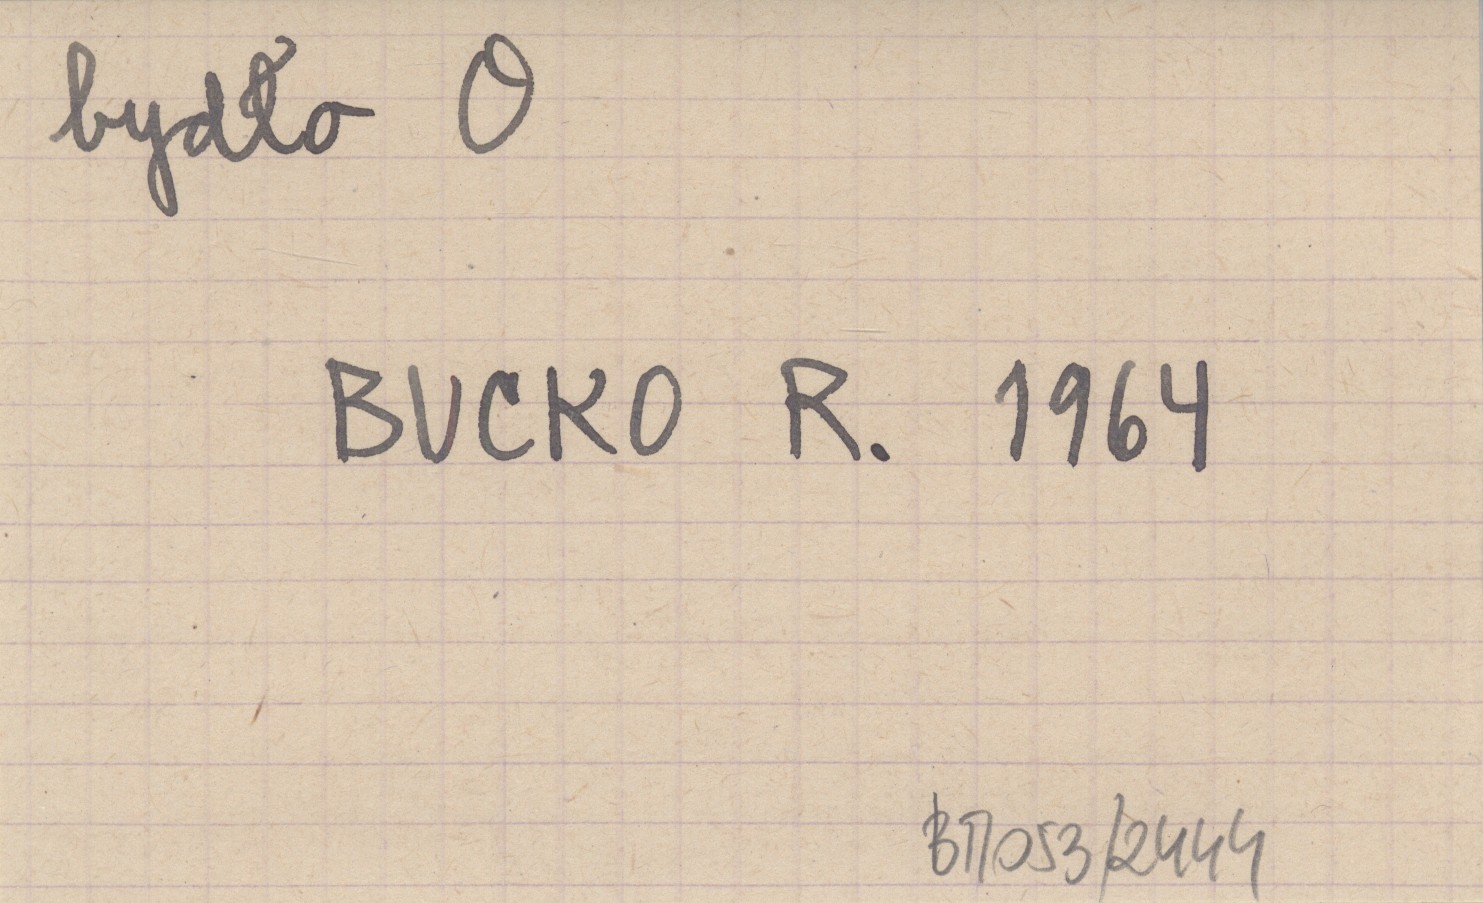 bydło O
BUCKO R. 1964
BП053/2444